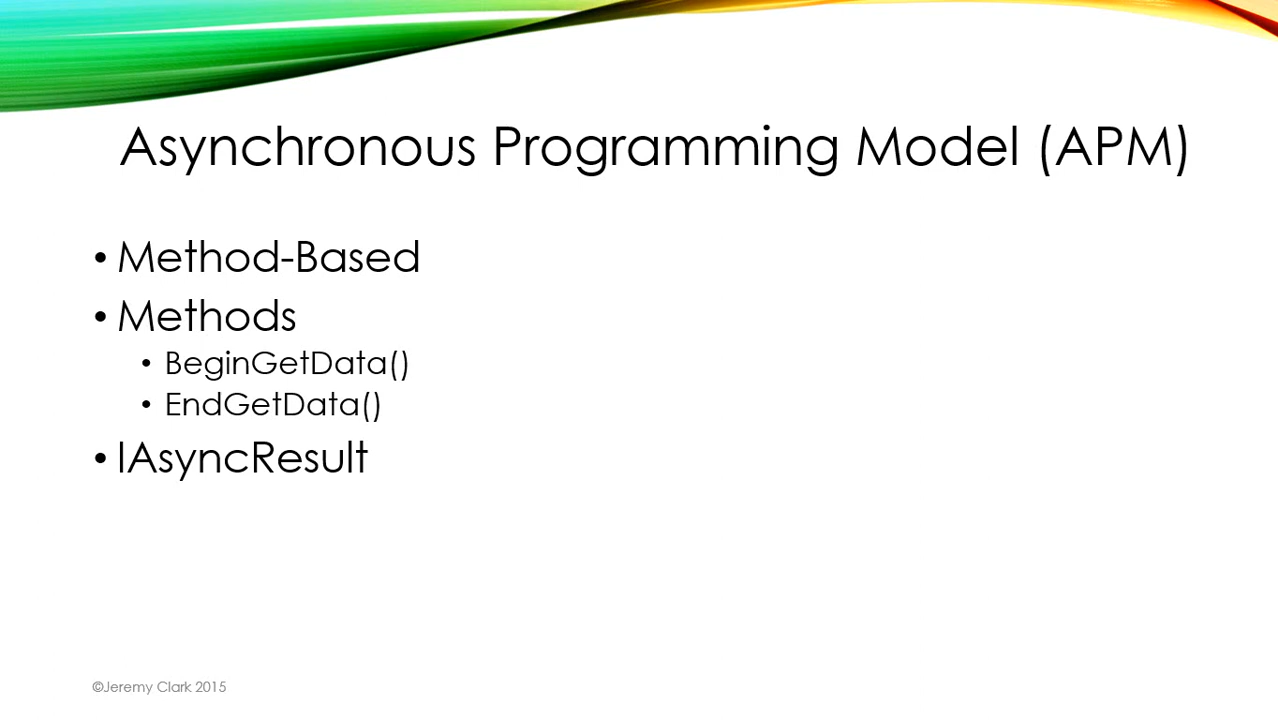 Asynchronous Programming Model (APM)
• Method-Based
• Methods
• BeginGetData()
• EndGetData()
• IAsyncResult
©Jeremy Clark 2015